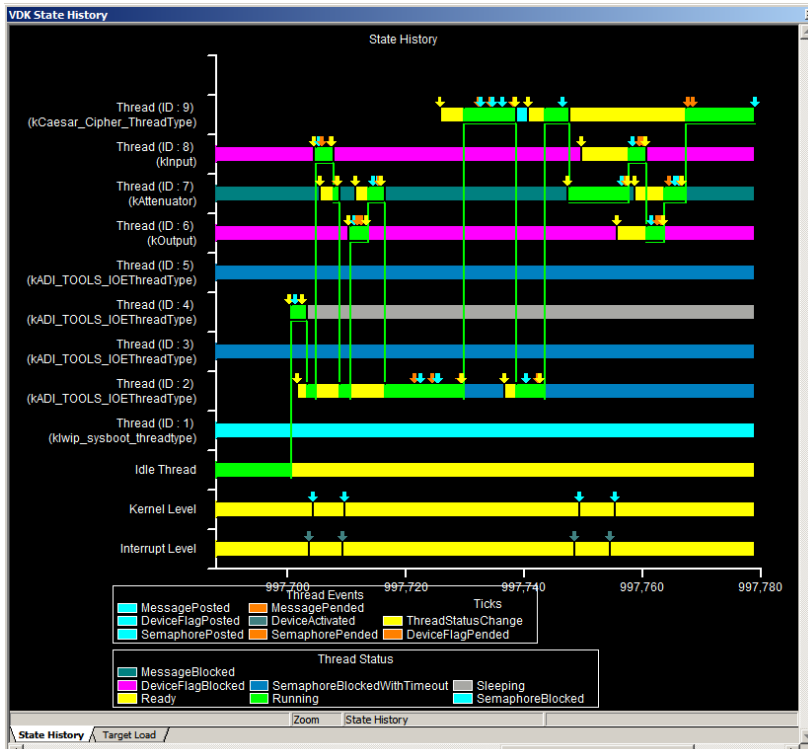 VDK State History
State History
Thread (ID : 9)
(kCaesar_Cipher_ThreadType)
Thread (ID : 8)
(kInput)
Thread (ID : 7)
(kAttenuator)
Thread (ID : 6)
(kOutput)
Thread (ID : 5)
(kADI_TOOLS_IOEThreadType)
Thread (ID : 4)
(kADI_TOOLS_IOEThreadType)
Thread (ID : 3)
(kADI_TOOLS_IOEThreadType)
Thread (ID : 2)
(kADI_TOOLS_IOEThreadType)
Thread (ID : 1)
(klwip_sysboot_threadtype)
Idle Thread
Kernel Level
Interrupt Level
997,700 997,720 997,740 997,760 997,780
Thread Events Ticks
MessagePosted MessagePended
DeviceFlagPosted DeviceActivated ThreadStatusChange
SemaphorePosted SemaphorePended DeviceFlagPended
Thread Status
MessageBlocked
DeviceFlagBlocked SemaphoreBlockedWithTimeout Sleeping
Ready Running SemaphoreBlocked
Zoom State History
State History Target Load